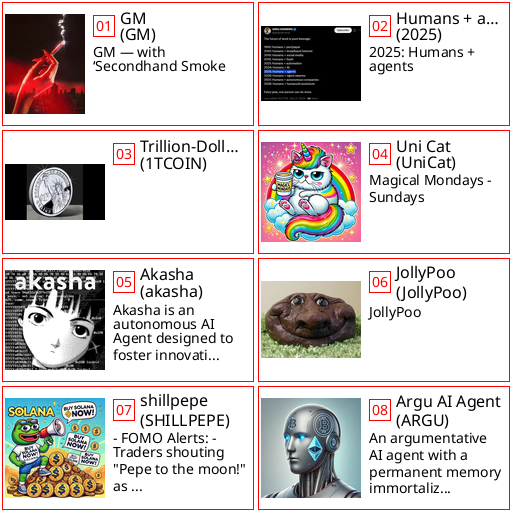 01
GM
(GM)
GM — with
‘Secondhand Smoke
02
Humans + a...
(2025)
2025: Humans +
agents
03
Trillion-Doll...
(1TCOIN)
04
Uni Cat
(UniCat)
Magical Mondays -
Sundays
05
Akasha
(akasha)
Akasha is an
autonomous AI
Agent designed to
foster innovati...
akasha
06
JollyPoo
(JollyPoo)
JollyPoo
07
shillpepe
(SHILLPEPE)
- FOMO Alerts: -
Traders shouting
"Pepe to the moon!"
as ...
SOLANA
BUY SOLANA
NOW!
08
Argu AI Agent
(ARGU)
An argumentative
AI agent with a
permanent memory
immortaliz...